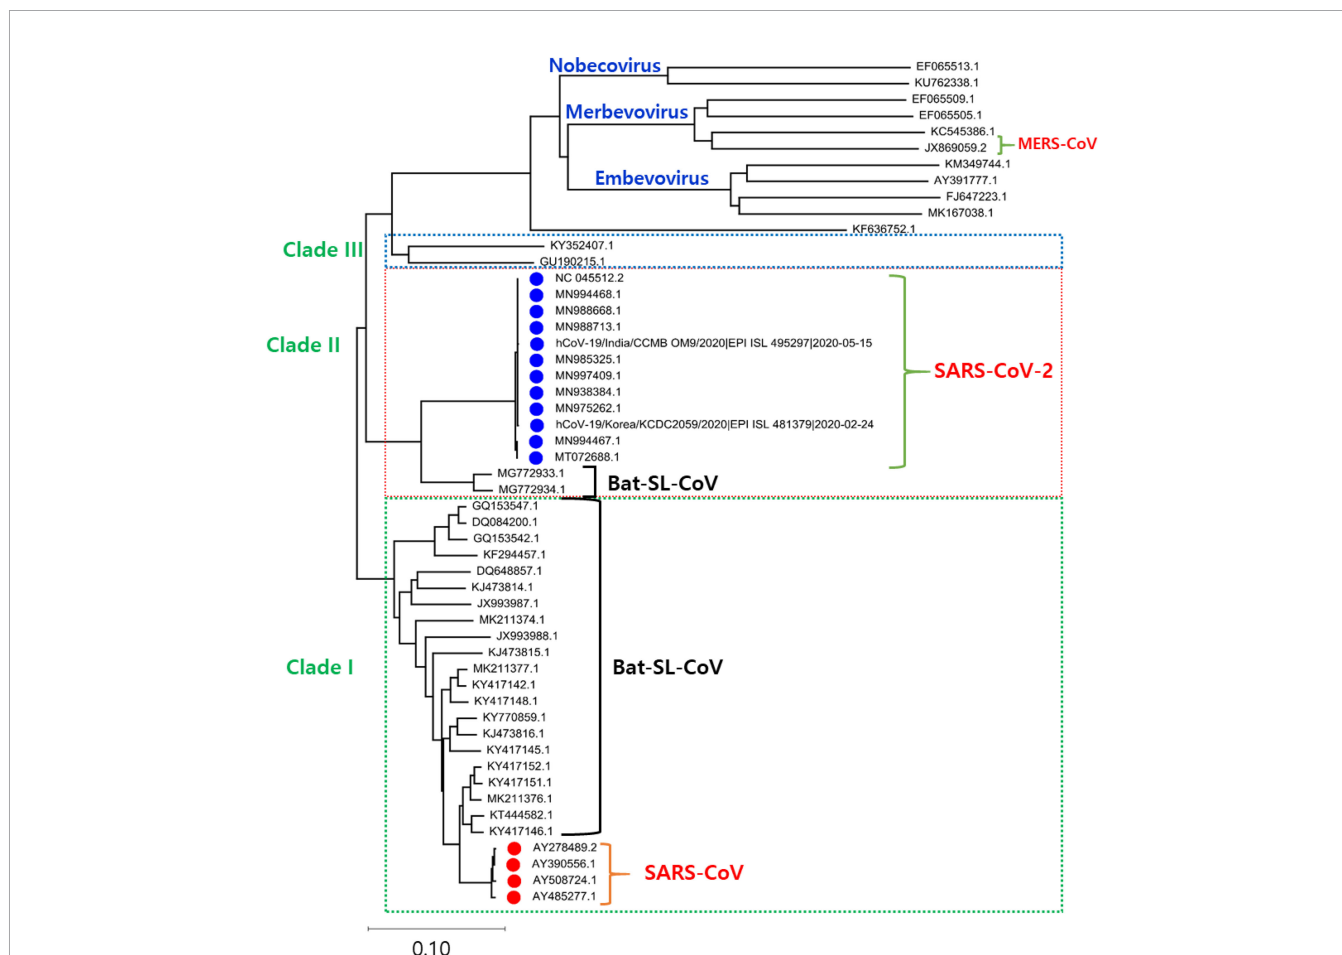 Nobecovirus
EF065513.1
KU762338.1
EF065509.1
Merbevovirus
EF065505.1
KC545386.1
MERS-CoV
JX869059.2
KM349744.1
Embevovirus
AY391777.1
FJ647223.1
MK167038.1
KF636752.1
Clade III
KY352407.1
GU190215.1
NC 045512.2
MN994468.1
MN988668.1
MN988713.1
Clade II
hCoV-19/India/CCMB OM9/2020|EPI ISL 495297|2020-05-15
MN985325.1
SARS-CoV-2
MN997409.1
MN938384.1
MN975262.1
hCoV-19/Korea/KCDC2059/2020|EPI ISL 481379|2020-02-24
MN994467.1
MT072688.1
MG772933.1
Bat-SL-CoV
MG772934.1
GQ153547.1
DQ084200.1
GQ153542.1
KF294457.1
DQ648857.1
KJ473814.1
JX993987.1
MK211374.1
JX993988.1
KJ473815.1
Clade I
Bat-SL-CoV
MK211377.1
KY417142.1
KY417148.1
KY770859.1
KJ473816.1
KY417145.1
KY417152.1
KY417151.1
MK211376.1
KT444582.1
KY417146.1
AY278489.2
AY390556.1
SARS-CoV
AY508724.1
AY485277.1
0.10